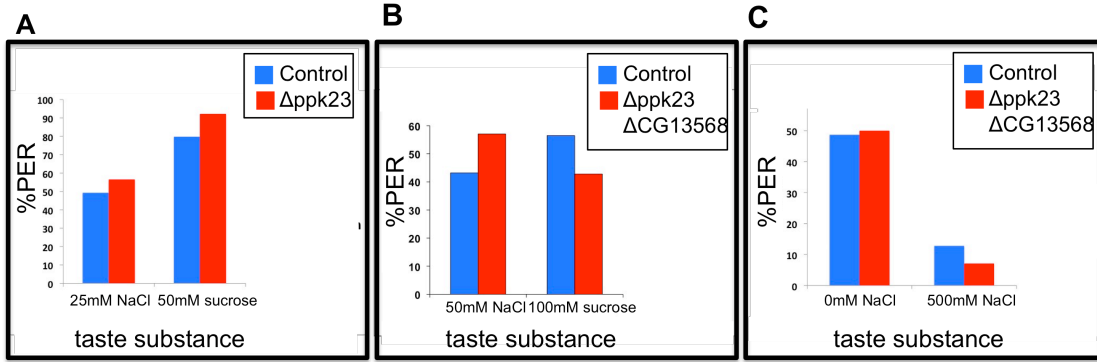 A
Control
Δppk23
100
90
80
70
60
50
40
30
20
10
0
%PER
25mM NaCl 50mM sucrose
taste substance
B
Control
Δppk23
ΔCG13568
60
50
40
30
20
10
0
%PER
50mM NaCl 100mM sucrose
taste substance
C
Control
Δppk23
ΔCG13568
50
40
30
20
10
0
%PER
0mM NaCl 500mM NaCl
taste substance